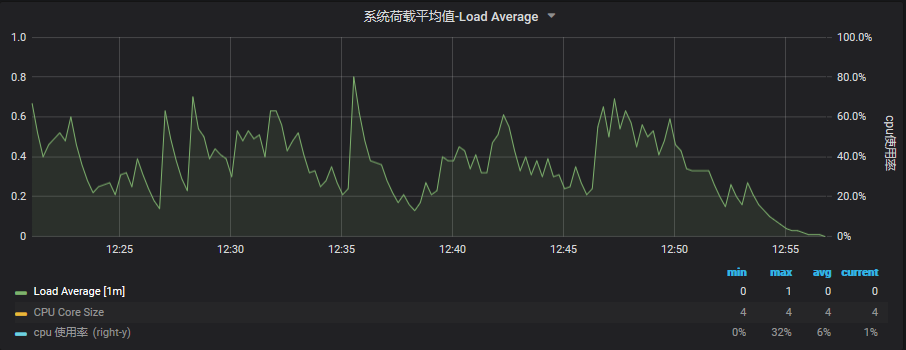 系统荷载平均值-Load Average
1.0 100.0%
0.8 80.0%
0.6 60.0%
0.4 40.0%
0.2 20.0%
0 0%
cpu使用率
12:25 12:30 12:35 12:40 12:45 12:50 12:55
min max avg current
Load Average [1m] 0 1 0 0
CPU Core Size 4 4 4 4
cpu 使用率 (right-y) 0% 32% 6% 1%